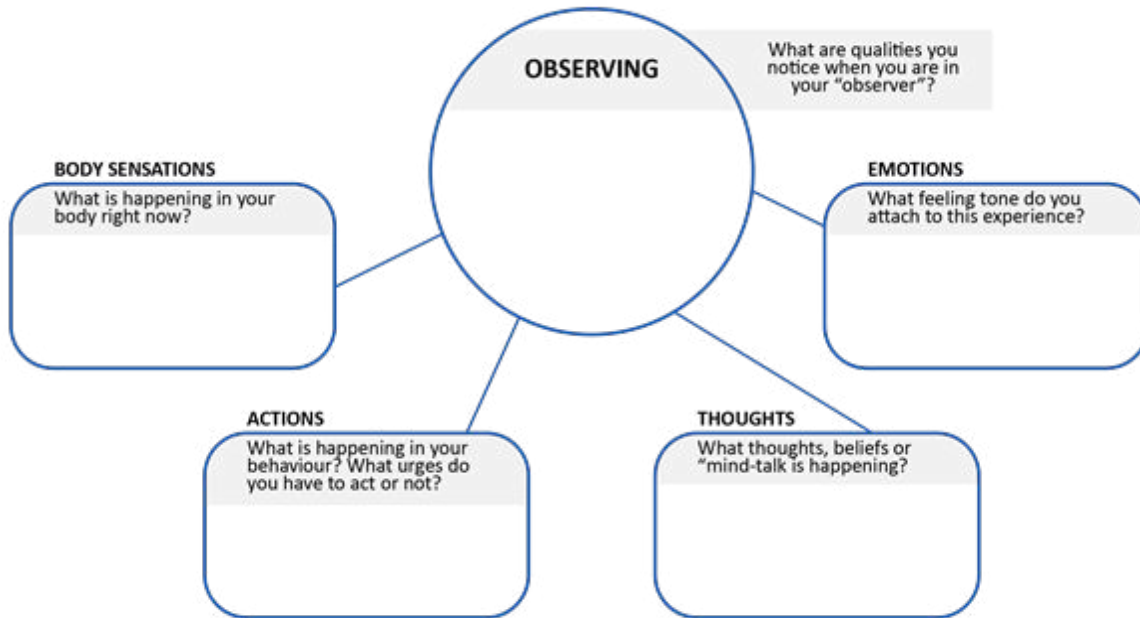 OBSERVING
What are qualities you
notice when you are in
your “observer”?
BODY SENSATIONS
What is happening in your
body right now?
EMOTIONS
What feeling tone do you
attach to this experience?
ACTIONS
What is happening in your
behaviour? What urges do
you have to act or not?
THOUGHTS
What thoughts, beliefs or
“mind-talk is happening?